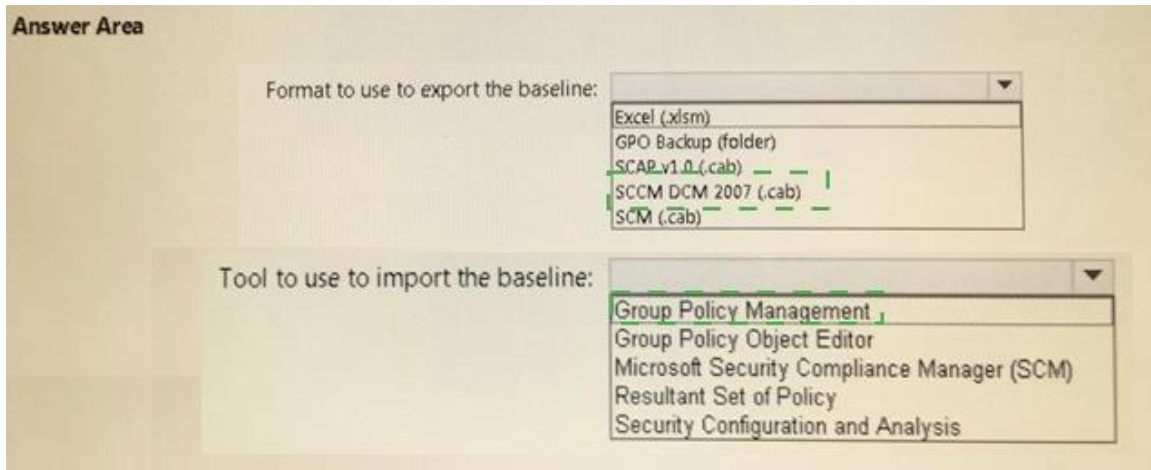 Answer Area
Format to use to export the baseline:
Excel (.xlsm)
GPO Backup (folder)
SCAP v1.0 (.cab)
SCCM DCM 2007 (.cab)
SCM (.cab)
Tool to use to import the baseline:
Group Policy Management
Group Policy Object Editor
Microsoft Security Compliance Manager (SCM)
Resultant Set of Policy
Security Configuration and Analysis